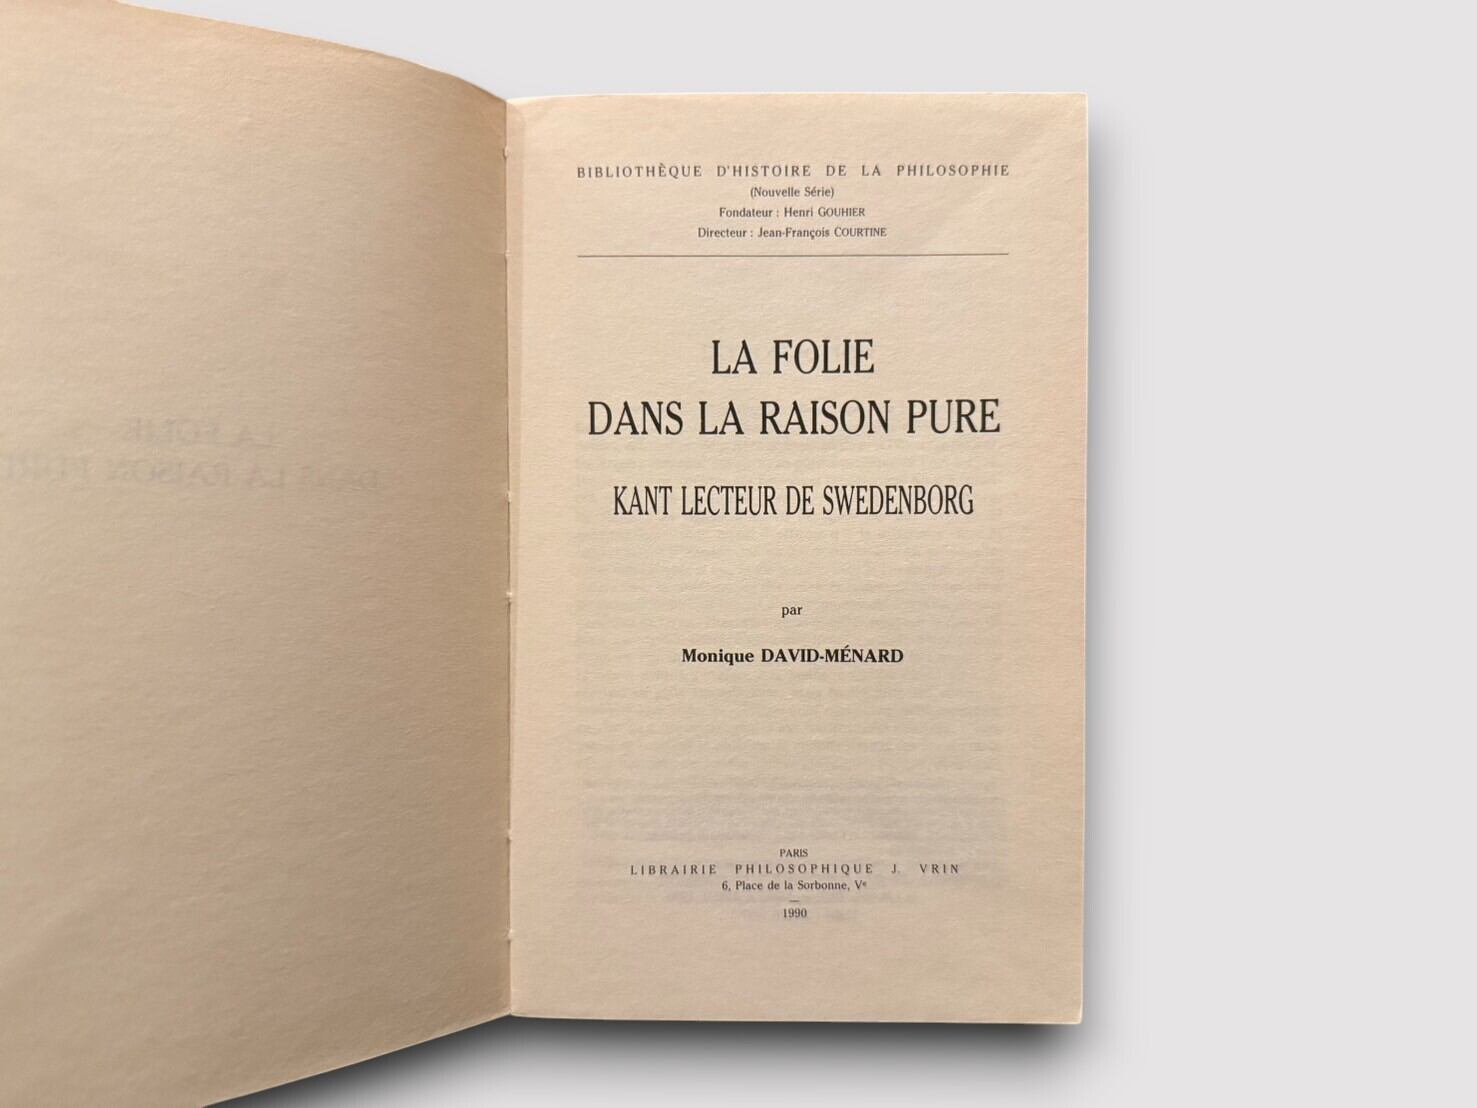 BIBLIOTHÈQUE D'HISTOIRE DE LA PHILOSOPHIE
(Nouvelle Série)
Fondateur : Henri GOUHIER
Directeur : Jean-François COURTINE
LA FOLIE
DANS LA RAISON PURE
KANT LECTEUR DE SWEDENBORG
par
Monique DAVID-MÉNARD
PARIS
LIBRAIRIE PHILOSOPHIQUE J. VRIN
6, Place de la Sorbonne, Vᵉ
—
1990